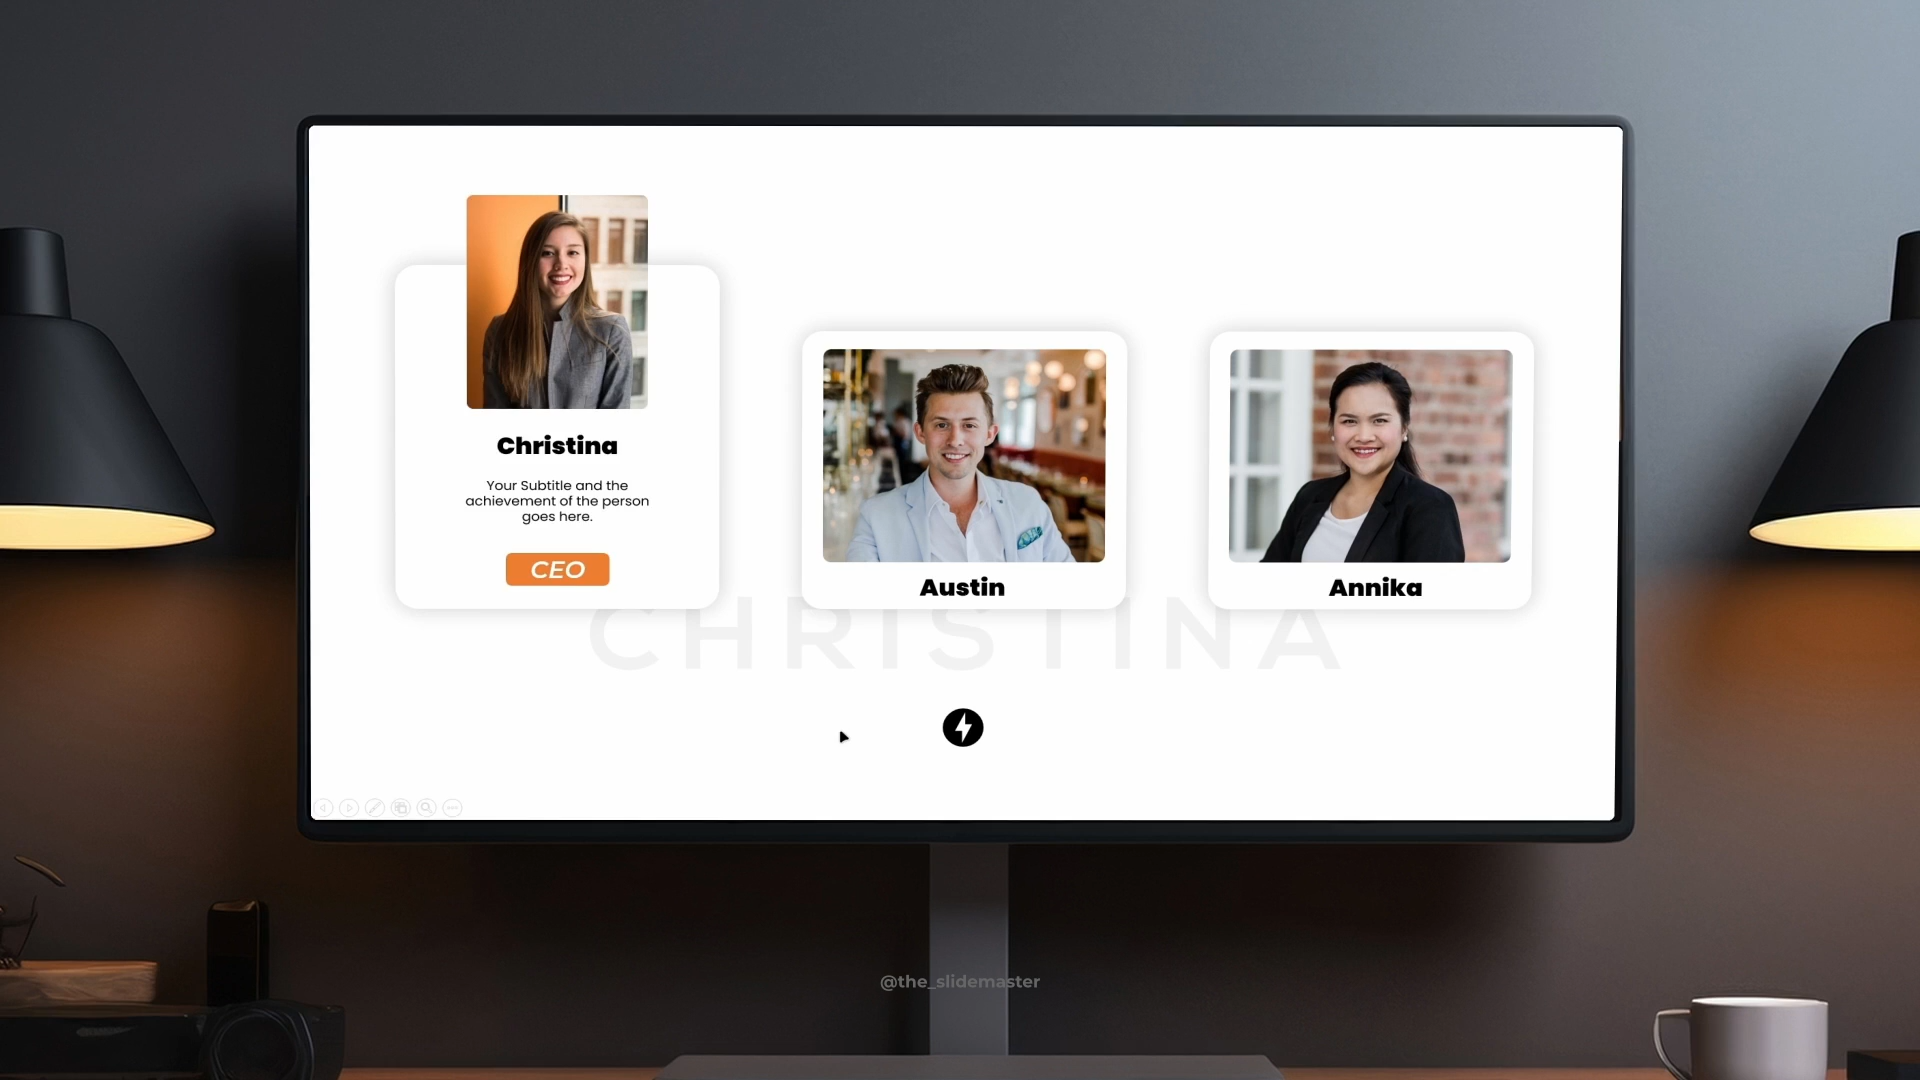 Christina
Your Subtitle and the
achievement of the person
goes here.
CEO
Austin
Annika
CHRISTINA
@the_slidemaster